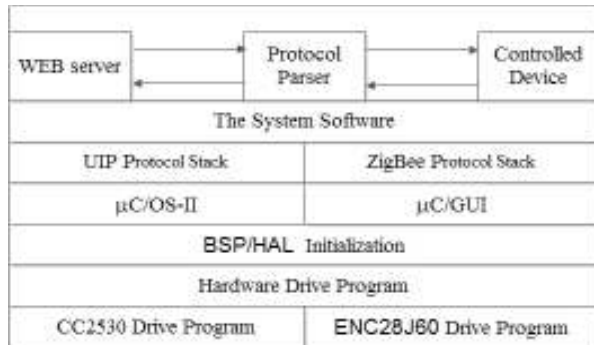 WEB server
Protocol
Parser
Controlled
Device
The System Software
UIP Protocol Stack
ZigBee Protocol Stack
μC/OS-II
μC/GUI
BSP/HAL Initialization
Hardware Drive Program
CC2530 Drive Program
ENC28J60 Drive Program